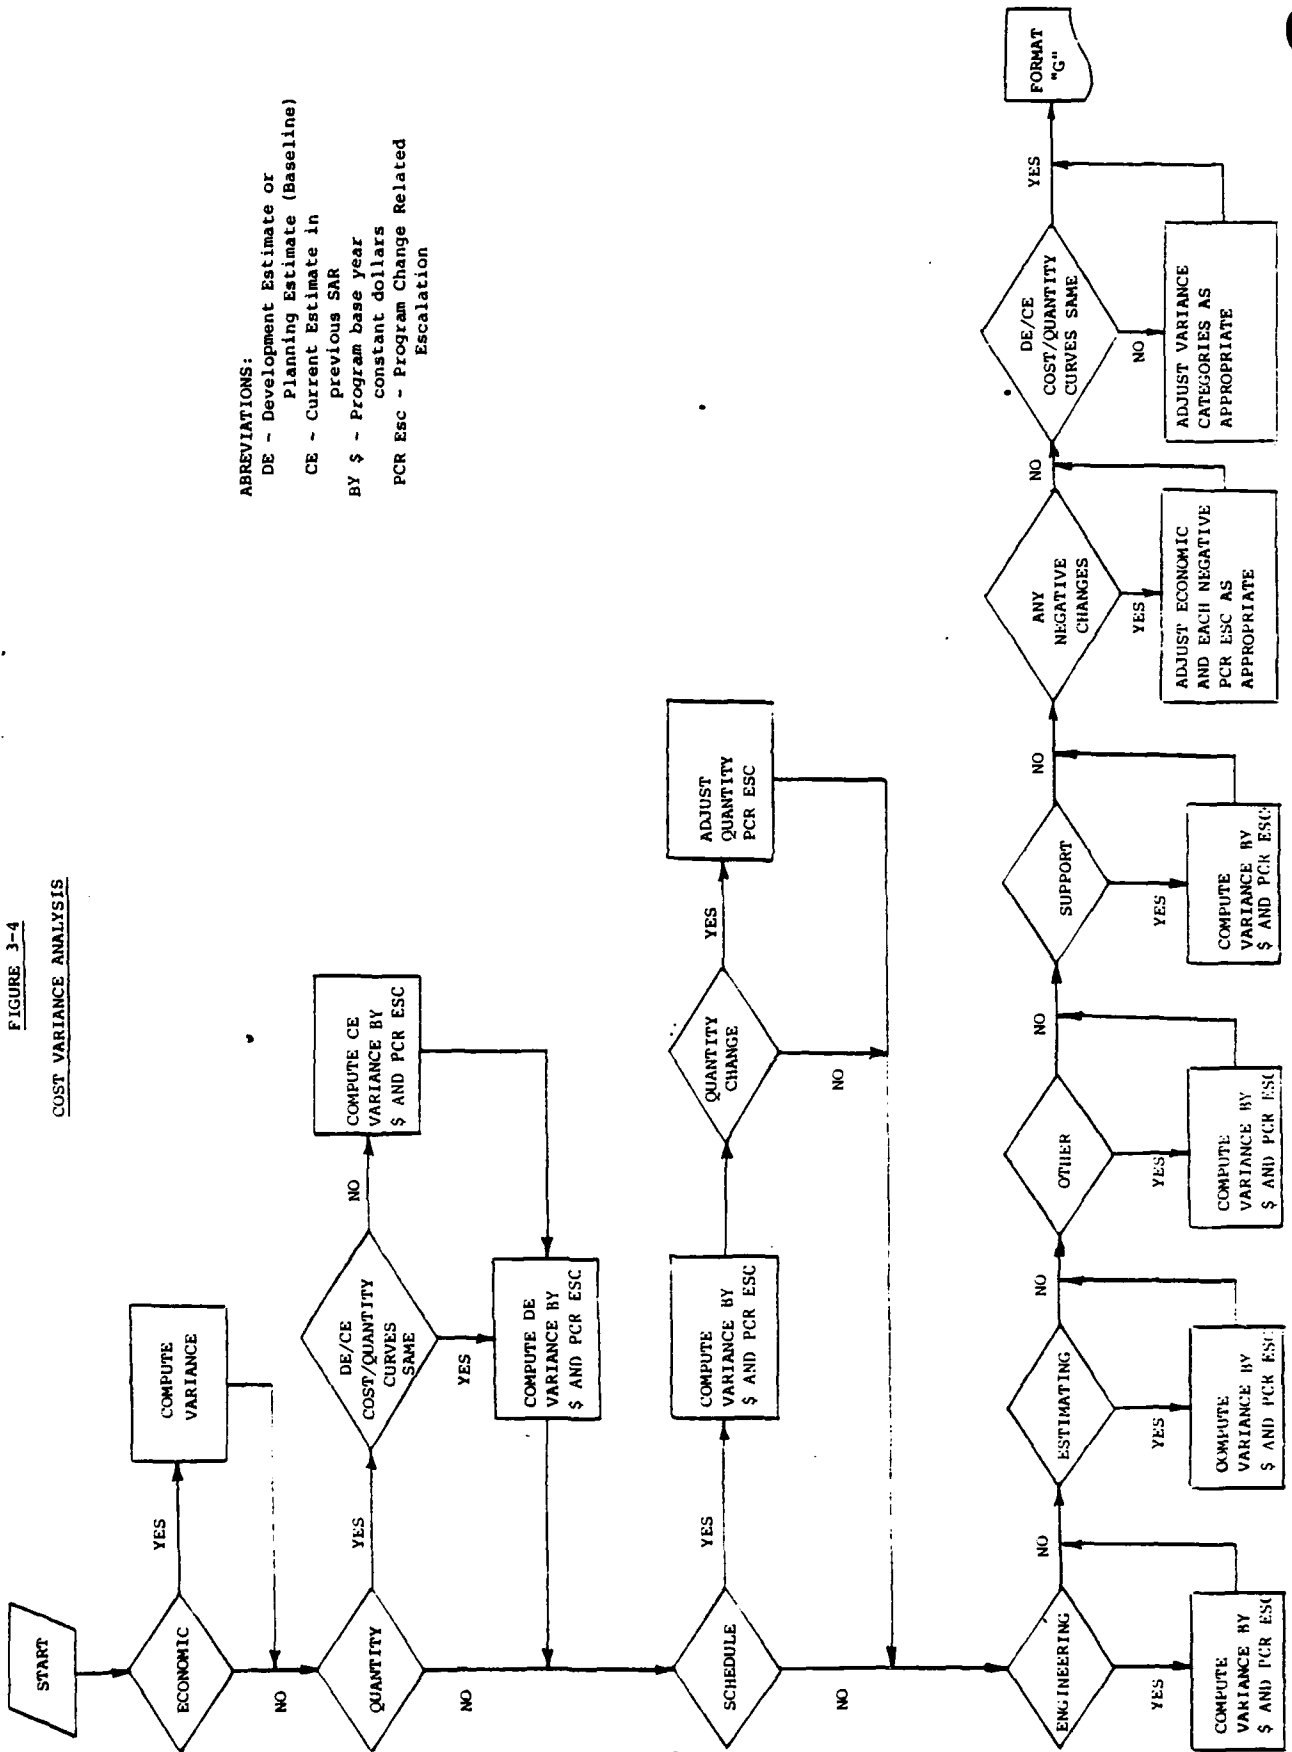 FIGURE 3-4
COST VARIANCE ANALYSIS
ABREVIATIONS:
DE - Development Estimate or
Planning Estimate (Baseline)
CE - Current Estimate in
previous SAR
BY $ - Program base year
constant dollars
PCR Esc - Program Change Related
Escalation
START
ECONOMIC
YES
COMPUTE
VARIANCE
NO
QUANTITY
YES
DE/CE
COST/QUANTITY
CURVES
SAME
NO
COMPUTE CE
VARIANCE BY
$ AND PCR ESC
YES
COMPUTE DE
VARIANCE BY
$ AND PCR ESC
NO
SCHEDULE
YES
COMPUTE
VARIANCE BY
$ AND PCR ESC
QUANTITY
CHANGE
YES
ADJUST
QUANTITY
PCR ESC
NO
NO
ENGINEERING
YES
COMPUTE
VARIANCE BY
$ AND PCR ESC
NO
ESTIMATING
YES
COMPUTE
VARIANCE BY
$ AND PCR ESC
NO
OTHER
YES
COMPUTE
VARIANCE BY
$ AND PCR ESC
NO
SUPPORT
YES
COMPUTE
VARIANCE BY
$ AND PCR ESC
NO
ANY
NEGATIVE
CHANGES
YES
ADJUST ECONOMIC
AND EACH NEGATIVE
PCR ESC AS
APPROPRIATE
NO
DE/CE
COST/QUANTITY
CURVES SAME
NO
ADJUST VARIANCE
CATEGORIES AS
APPROPRIATE
YES
FORMAT
"G"